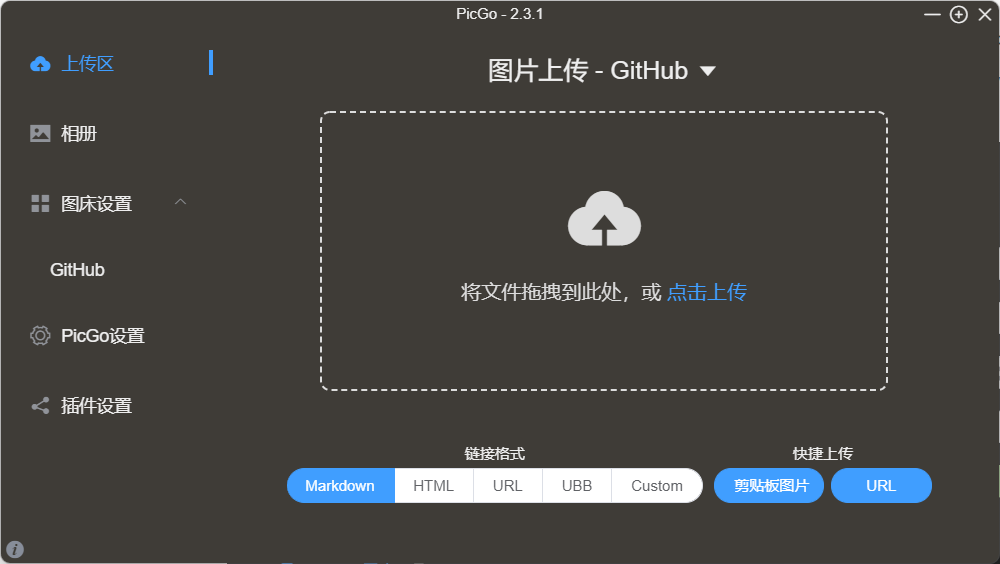 PicGo - 2.3.1
上传区
相册
图床设置
GitHub
PicGo设置
插件设置
图片上传 - GitHub
将文件拖拽到此处，或 点击上传
链接格式
Markdown HTML URL UBB Custom
快捷上传
剪贴板图片 URL